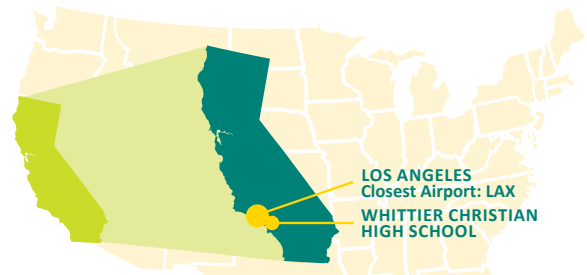 LOS ANGELES
Closest Airport: LAX
WHITTIER CHRISTIAN
HIGH SCHOOL